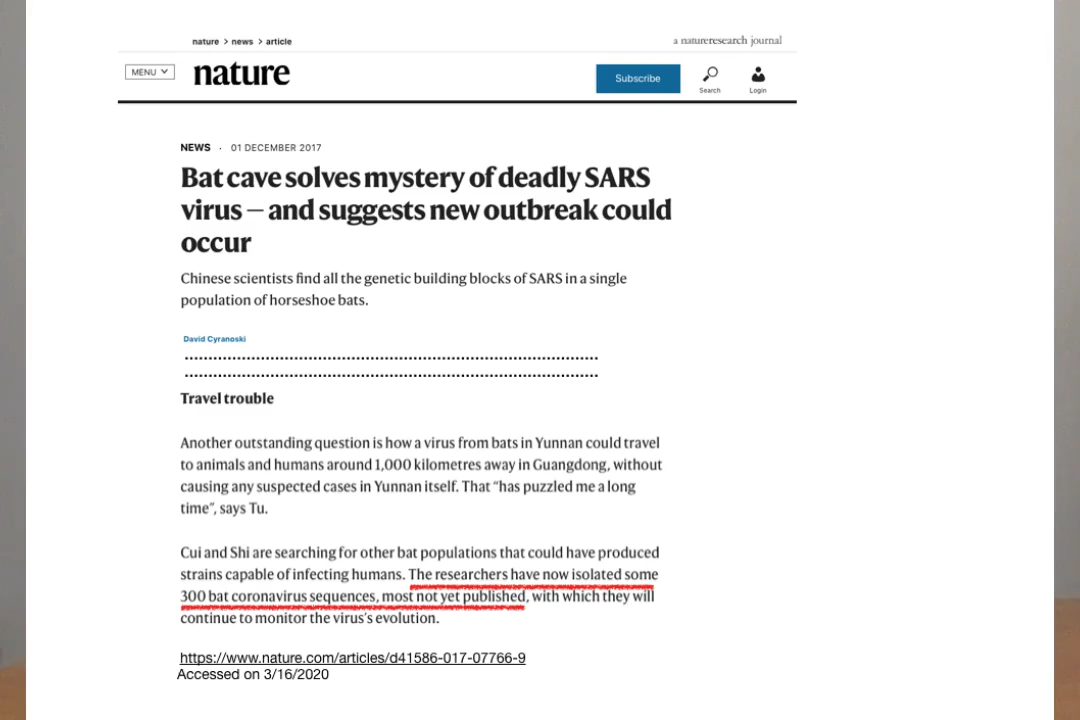 nature > news > article
a natureresearch journal
MENU
nature
Subscribe
Search
Login
NEWS · 01 DECEMBER 2017
Bat cave solves mystery of deadly SARS
virus — and suggests new outbreak could
occur
Chinese scientists find all the genetic building blocks of SARS in a single
population of horseshoe bats.
David Cyranoski
Travel trouble
Another outstanding question is how a virus from bats in Yunnan could travel
to animals and humans around 1,000 kilometres away in Guangdong, without
causing any suspected cases in Yunnan itself. That “has puzzled me a long
time”, says Tu.
Cui and Shi are searching for other bat populations that could have produced
strains capable of infecting humans. The researchers have now isolated some
300 bat coronavirus sequences, most not yet published, with which they will
continue to monitor the virus’s evolution.
https://www.nature.com/articles/d41586-017-07766-9
Accessed on 3/16/2020